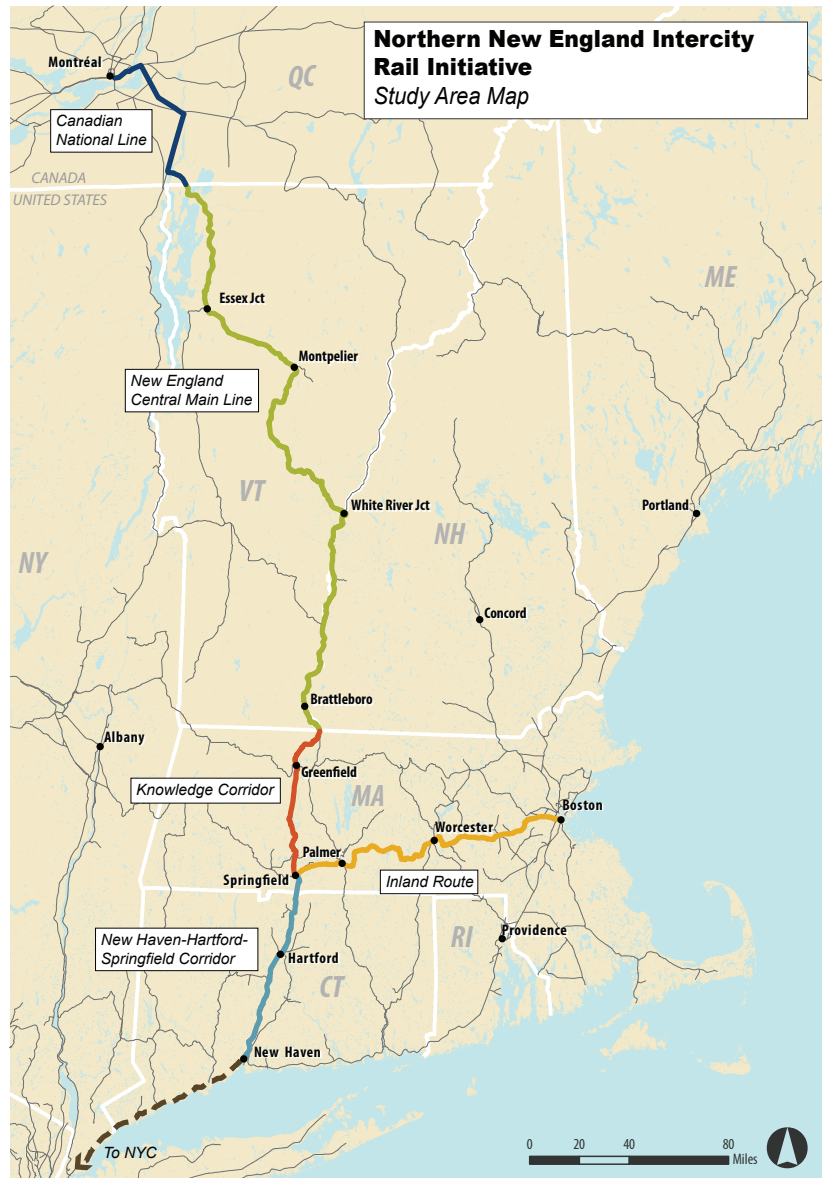 Northern New England Intercity
Rail Initiative
Study Area Map
Montréal
QC
Canadian
National Line
CANADA
UNITED STATES
ME
Essex Jct
Montpelier
New England
Central Main Line
VT
White River Jct
Portland
NH
NY
Concord
Brattleboro
Albany
Greenfield
Knowledge Corridor
MA
Boston
Worcester
Palmer
Springfield
Inland Route
New Haven-Hartford-
Springfield Corridor
RI
Providence
Hartford
CT
New Haven
To NYC
0 20 40 80
Miles